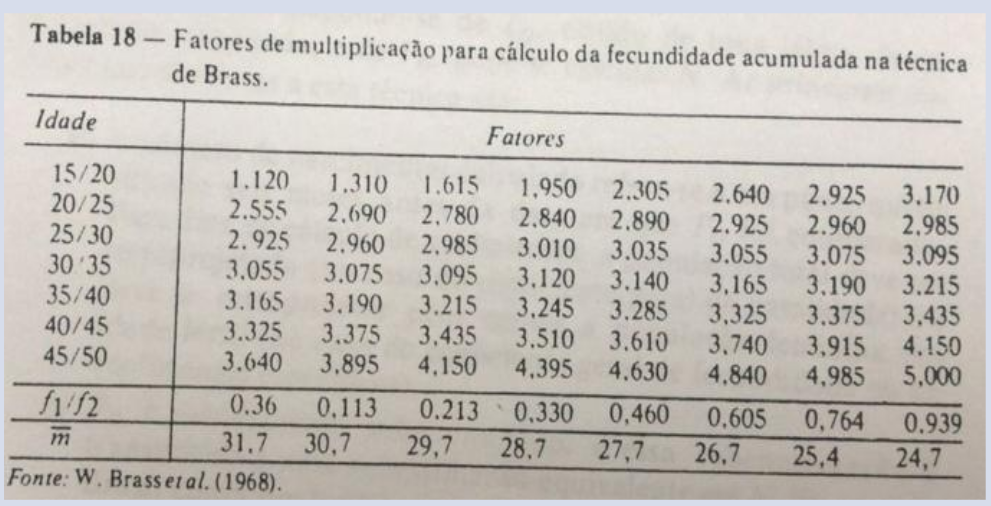 Tabela 18 — Fatores de multiplicação para cálculo da fecundidade acumulada na técnica
de Brass.
Idade Fatores
15/20 1.120 1.310 1.615 1,950 2.305 2.640 2,925 3,170
20/25 2.555 2,690 2,780 2.840 2.890 2,925 2,960 2,985
25/30 2.925 2.960 2.985 3.010 3.035 3.055 3,075 3.095
30/35 3.055 3.075 3.095 3,120 3.140 3,165 3,190 3.215
35/40 3.165 3.190 3.215 3,245 3.285 3,325 3,375 3,435
40/45 3.325 3.375 3,435 3.510 3.610 3.740 3,915 4.150
45/50 3.640 3,895 4,150 4,395 4,630 4,840 4,985 5,000
f1/f2 0.36 0,113 0.213 0,330 0,460 0,605 0,764 0.939
m̅ 31,7 30,7 29,7 28,7 27,7 26,7 25,4 24,7
Fonte: W. Brass et al. (1968).